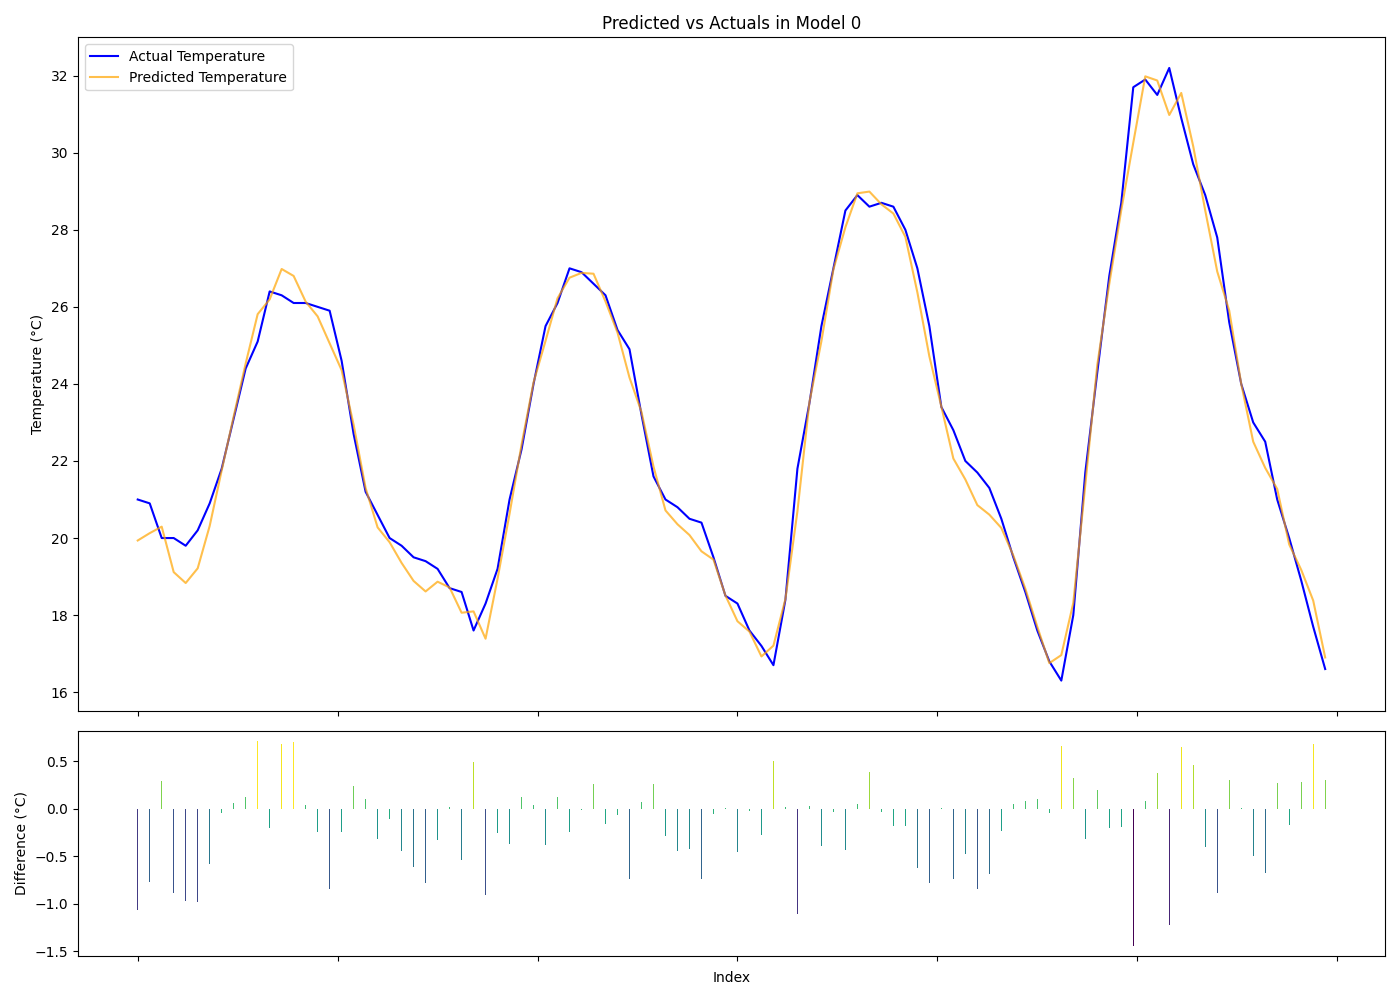 Predicted vs Actuals in Model 0
Actual Temperature
Predicted Temperature
Temperature (°C)
32
30
28
26
24
22
20
18
16
Difference (°C)
0.5
0.0
−0.5
−1.0
−1.5
Index